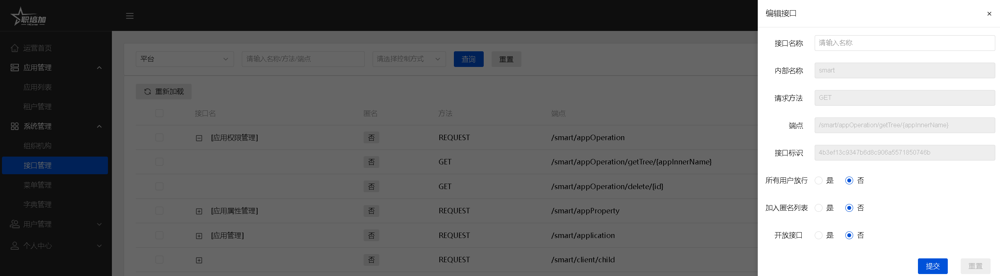 职培加
HiCareer
运营首页
应用管理
应用列表
租户管理
系统管理
组织机构
接口管理
菜单管理
字典管理
用户管理
个人中心
平台
请输入名称/方法/端点
请选择控制方式
查询
重置
重新加载
接口名 匿名 方法 端点
[应用权限管理] 否 REQUEST /smart/appOperation
否 GET /smart/appOperation/getTree/{appInnerName}
否 GET /smart/appOperation/delete/{id}
[应用属性管理] 否 REQUEST /smart/appProperty
[应用管理] 否 REQUEST /smart/application
否 REQUEST /smart/client/child
编辑接口
接口名称 请输入名称
内部名称 smart
请求方法 GET
端点 /smart/appOperation/getTree/{appInnerName}
接口标识 4b3ef13c9347b6d8c906a5571850746b
所有用户放行 是 否
加入匿名列表 是 否
开放接口 是 否
提交 重置